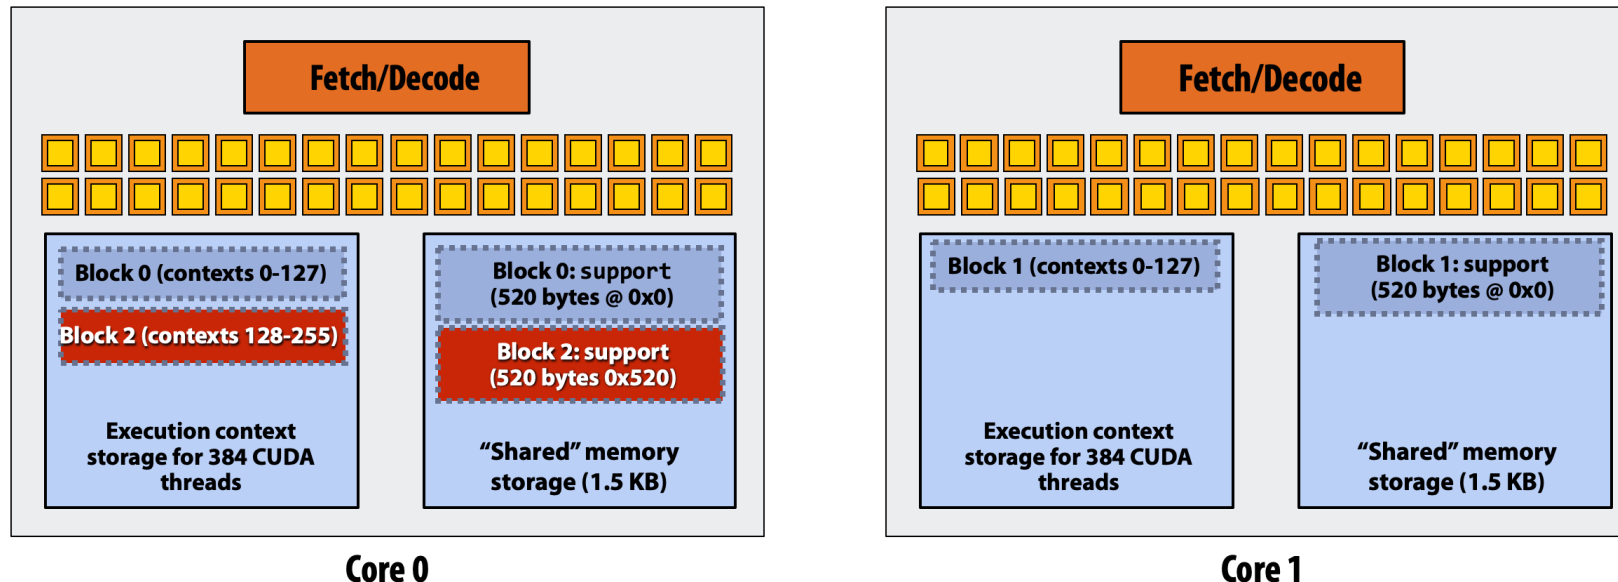 Fetch/Decode
Block 0 (contexts 0-127)
Block 2 (contexts 128-255)
Execution context
storage for 384 CUDA
threads
Block 0: support
(520 bytes @ 0x0)
Block 2: support
(520 bytes 0x520)
“Shared” memory
storage (1.5 KB)
Core 0
Fetch/Decode
Block 1 (contexts 0-127)
Execution context
storage for 384 CUDA
threads
Block 1: support
(520 bytes @ 0x0)
“Shared” memory
storage (1.5 KB)
Core 1